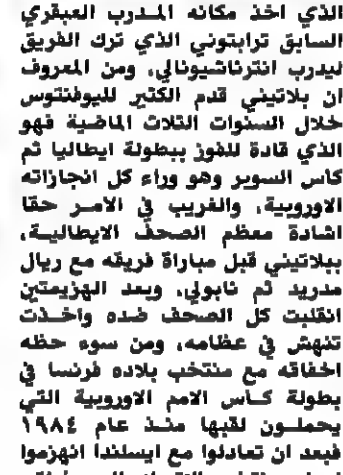 الذي اخذ مكانه المدرب العبقري
السابق ترابتوني الذي ترك الفريق
ليدرب انترناشيونالي، ومن المعروف
ان بلاتيني قدم الكثير لليوفنتوس
خلال السنوات الثلاث الماضية فهو
الذي قادة للفوز ببطولة ايطاليا ثم
كاس السوبر وهو وراء كل انجازاته
الاوروبية، والغريب في الامر حقا
اشادة معظم الصحف الايطالية،
ببلاتيني قبل مباراة فريقه مع ريال
مدريد ثم نابولي، وبعد الهزيمتين
انقلبت كل الصحف ضده واخذت
تنهش في عظامه، ومن سوء حظه
اخفاقه مع منتخب بلاده فرنسا في
بطولة كاس الامم الاوروبية التي
يحملون لقبها منذ عام ١٩٨٤
فبعد ان تعادلوا مع ايسلندا انهزموا